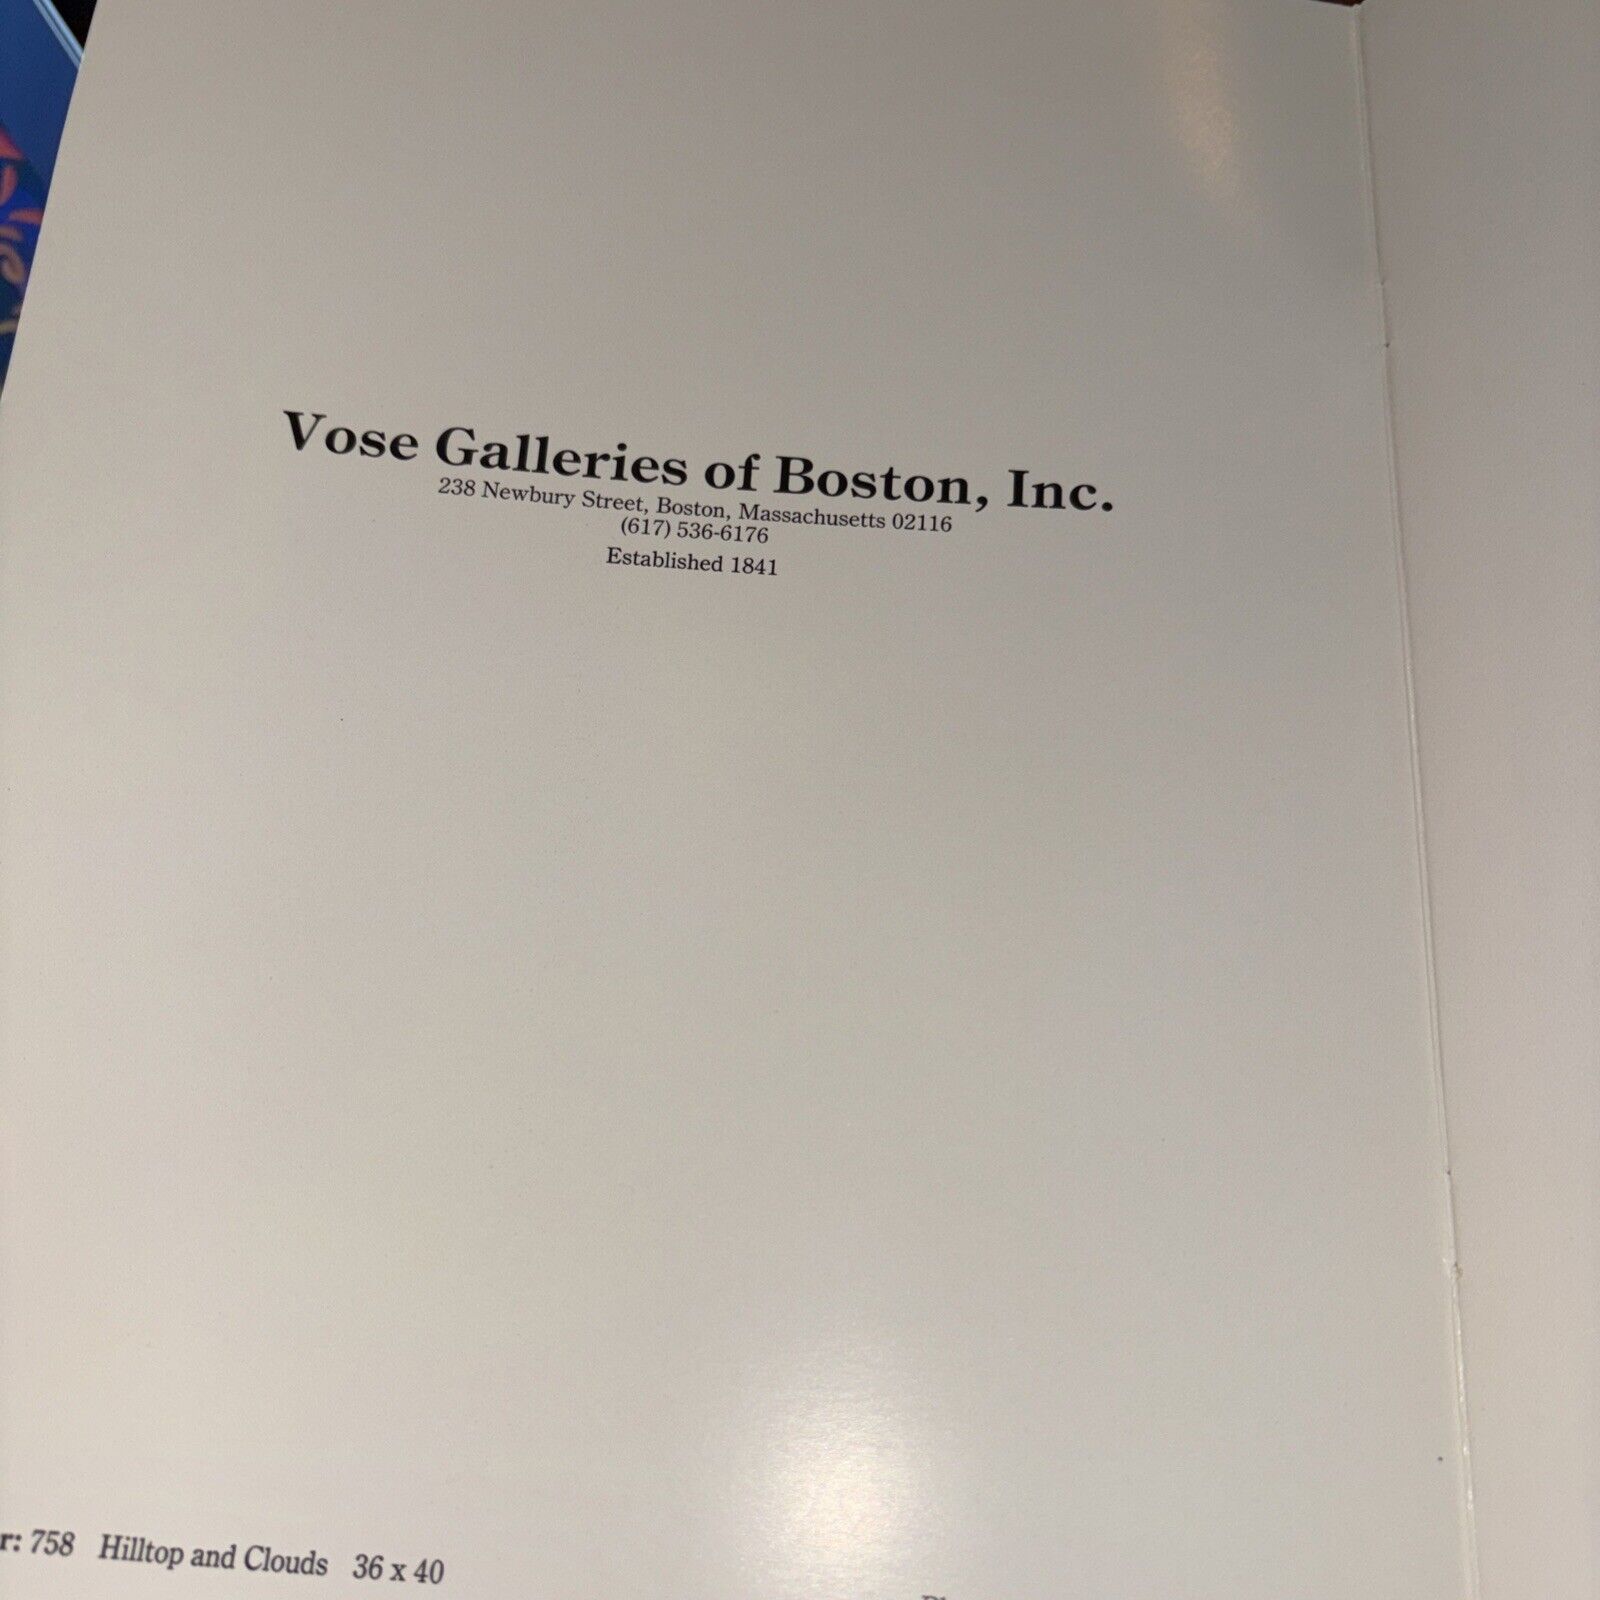 Vose Galleries of Boston, Inc.
238 Newbury Street, Boston, Massachusetts 02116
(617) 536-6176
Established 1841
r: 758 Hilltop and Clouds 36 x 40